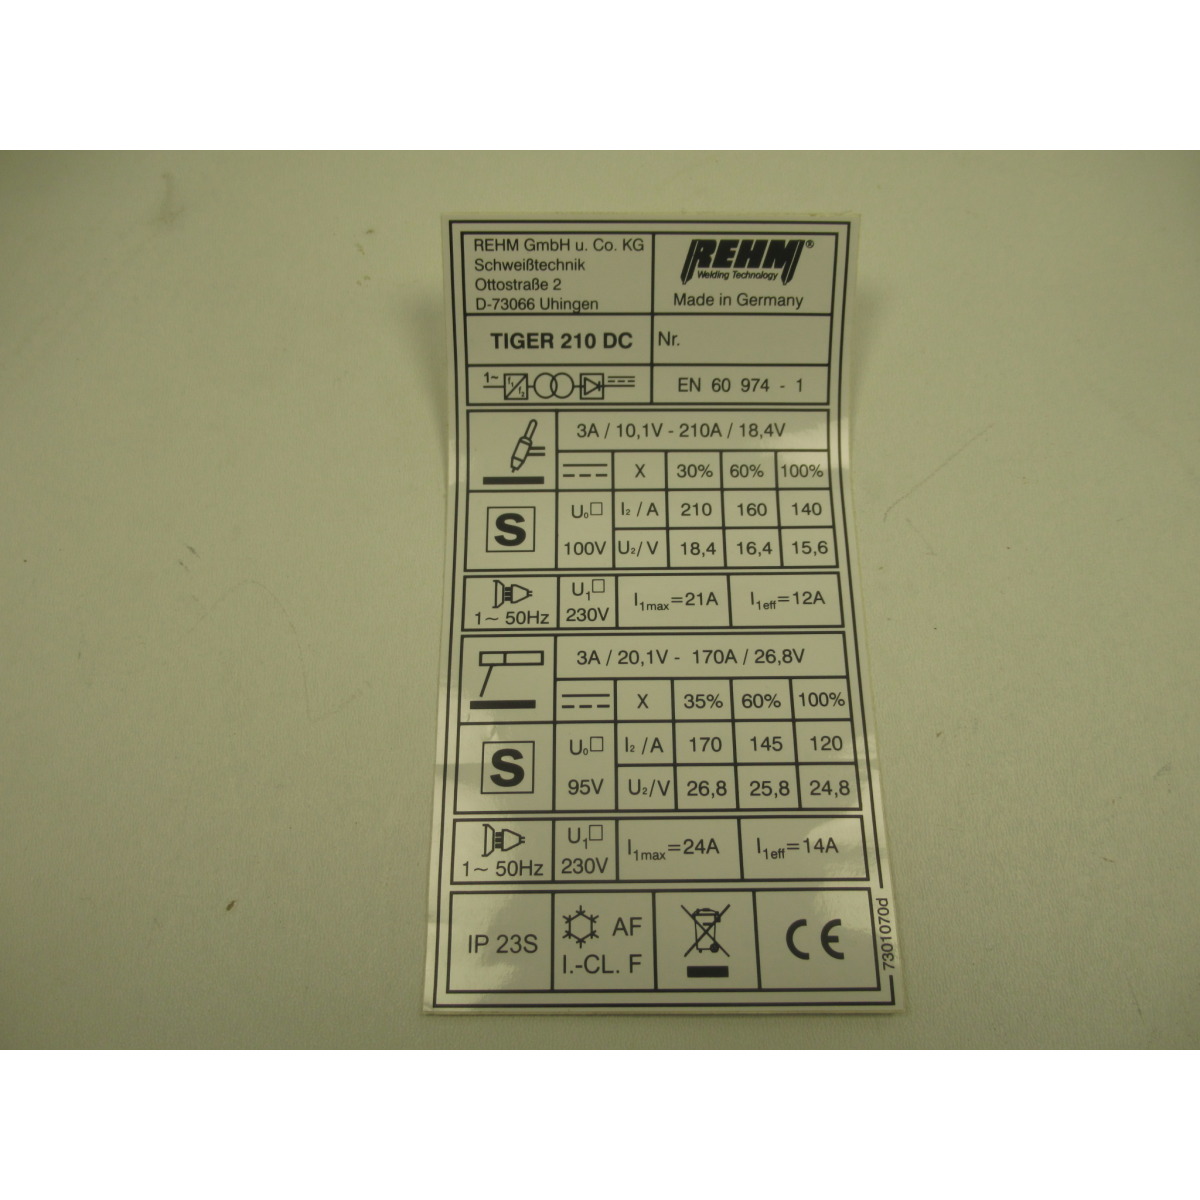 REHM GmbH u. Co. KG
Schweißtechnik
Ottostraße 2
D-73066 Uhingen
REHM®
Welding Technology
Made in Germany
TIGER 210 DC
Nr.
1~ f1 f2
EN 60 974 - 1
3A / 10,1V - 210A / 18,4V
X 30% 60% 100%
S
U₀ I₂ / A 210 160 140
100V U₂/ V 18,4 16,4 15,6
1~ 50Hz
U₁
230V
I₁max=21A
I₁eff=12A
3A / 20,1V - 170A / 26,8V
X 35% 60% 100%
S
U₀ I₂ / A 170 145 120
95V U₂/ V 26,8 25,8 24,8
1~ 50Hz
U₁
230V
I₁max=24A
I₁eff=14A
IP 23S
AF
I.-CL. F
CE
7301070d